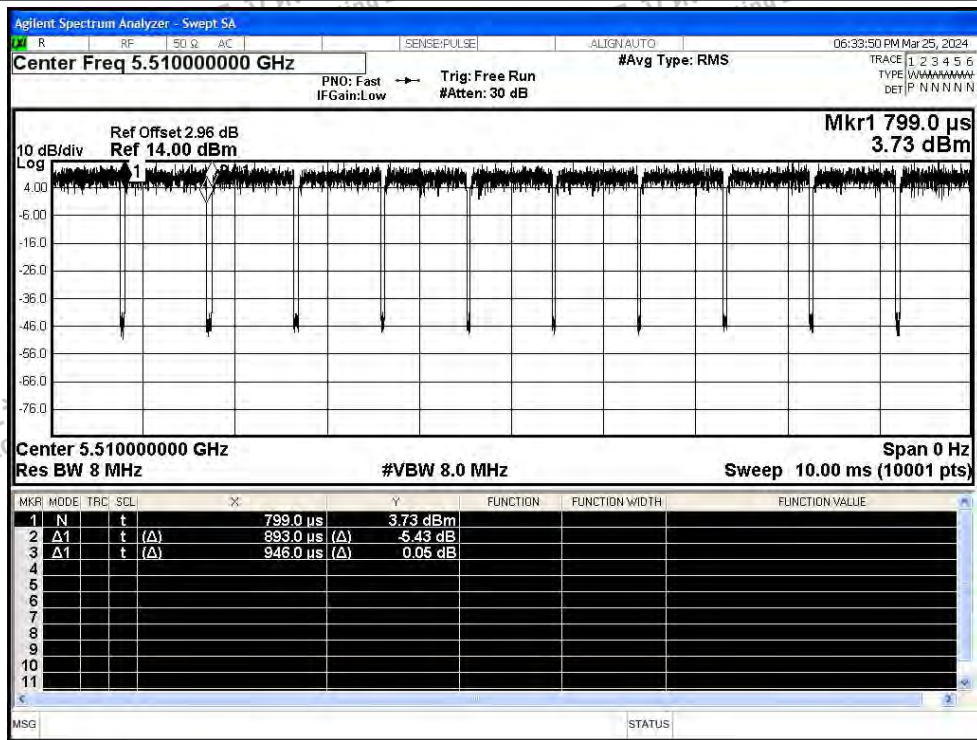 Agilent Spectrum Analyzer - Swept SA
R RF 50 Ω AC SENSE:PULSE ALIGN AUTO 06:33:50 PM Mar 25, 2024
Center Freq 5.510000000 GHz #Avg Type: RMS TRACE 1 2 3 4 5 6
PNO: Fast Trig: Free Run TYPE
IFGain:Low #Atten: 30 dB DET P N N N N N
Mkr1 799.0 µs
Ref Offset 2.96 dB
10 dB/div Ref 14.00 dBm 3.73 dBm
Log
1
4.00
-6.00
-16.0
-26.0
-36.0
-46.0
-56.0
-66.0
-76.0
Center 5.510000000 GHz Span 0 Hz
Res BW 8 MHz #VBW 8.0 MHz Sweep 10.00 ms (10001 pts)
MKR MODE TRC SCL X Y FUNCTION FUNCTION WIDTH FUNCTION VALUE
1 N t 799.0 µs 3.73 dBm
2 Δ1 t (Δ) 893.0 µs (Δ) -5.43 dB
3 Δ1 t (Δ) 946.0 µs (Δ) 0.05 dB
4
5
6
7
8
9
10
11
MSG STATUS